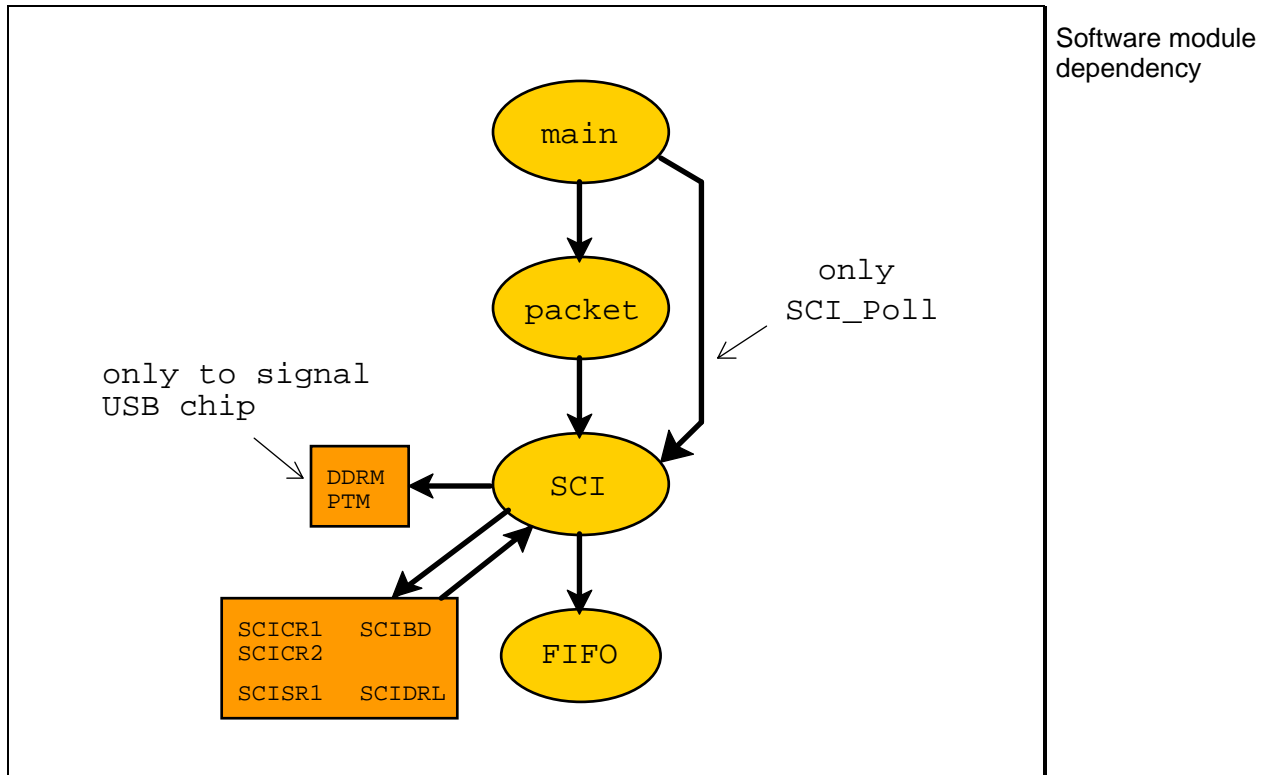 Software module
dependency
main
only
SCI_Poll
packet
only to signal
USB chip
DDRM
PTM
SCI
SCICR1 SCIBD
SCICR2
SCISR1 SCIDRL
FIFO